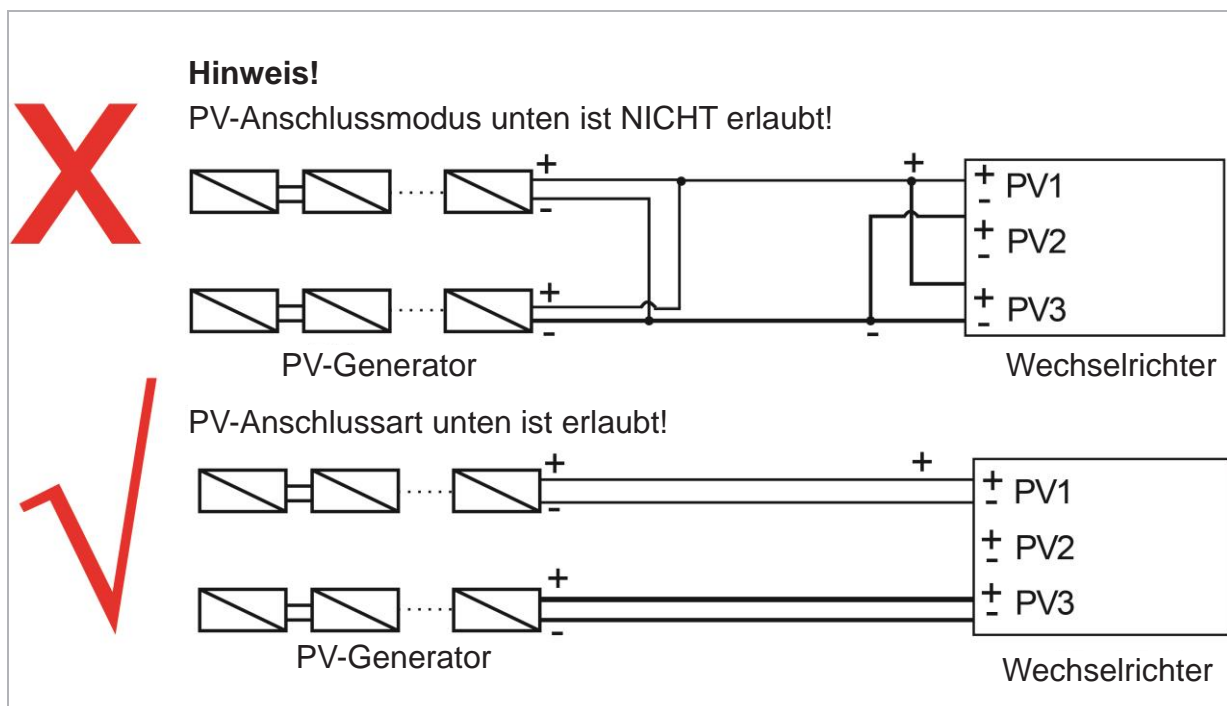 Hinweis!
PV-Anschlussmodus unten ist NICHT erlaubt!
+ +
-
+ PV1
-
+ PV2
-
+ + PV3
- - -
PV-Generator Wechselrichter
PV-Anschlussart unten ist erlaubt!
+ +
-
+ PV1
-
+ PV2
-
+ + PV3
- -
PV-Generator
Wechselrichter